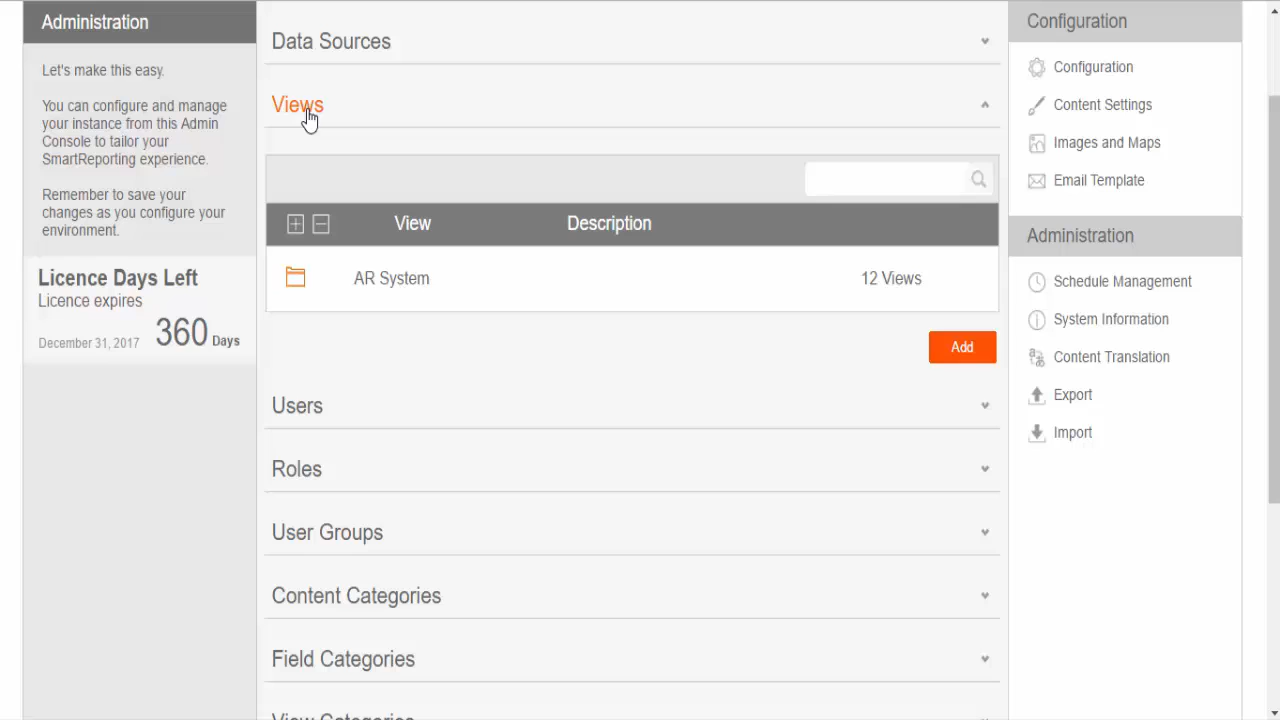 Administration
Let's make this easy.
You can configure and manage
your instance from this Admin
Console to tailor your
SmartReporting experience.
Remember to save your
changes as you configure your
environment.
Licence Days Left
Licence expires
December 31, 2017 360 Days
Data Sources
Views
View Description
AR System 12 Views
Add
Users
Roles
User Groups
Content Categories
Field Categories
View Categories
Configuration
Configuration
Content Settings
Images and Maps
Email Template
Administration
Schedule Management
System Information
Content Translation
Export
Import